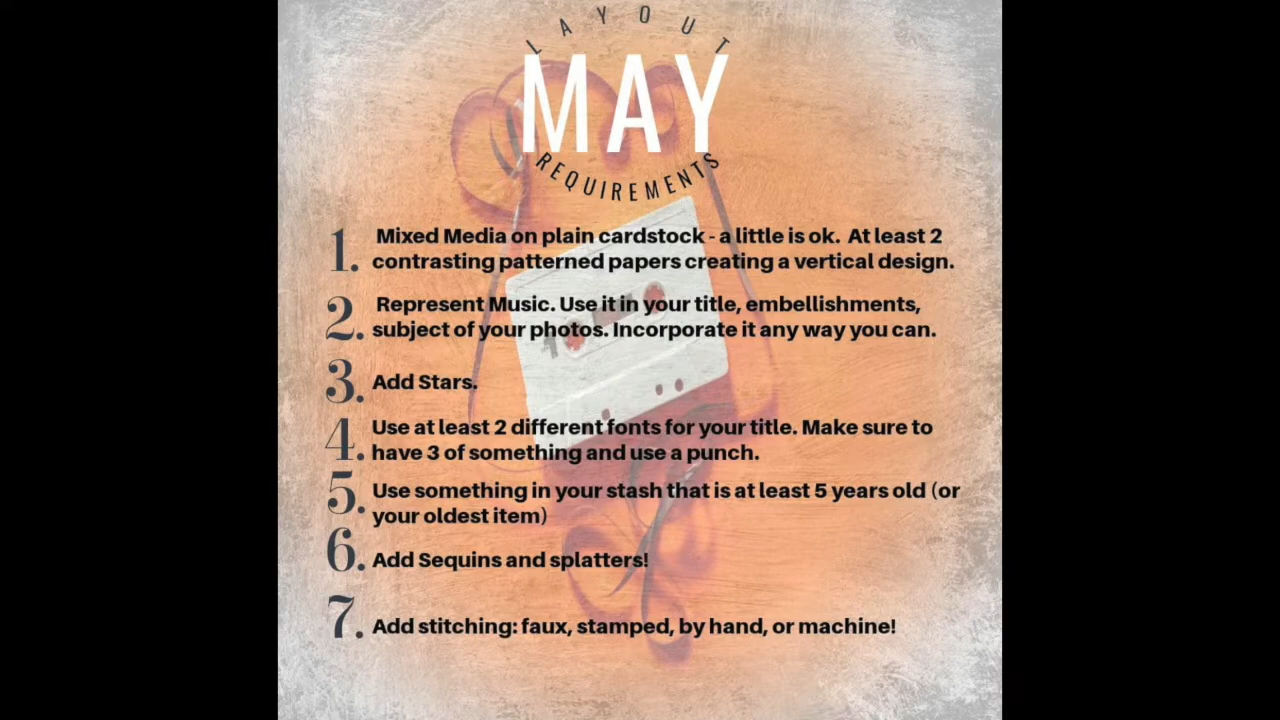 LAYOUT
MAY
REQUIREMENTS
1. Mixed Media on plain cardstock - a little is ok. At least 2
contrasting patterned papers creating a vertical design.
2. Represent Music. Use it in your title, embellishments,
subject of your photos. Incorporate it any way you can.
3. Add Stars.
4. Use at least 2 different fonts for your title. Make sure to
have 3 of something and use a punch.
5. Use something in your stash that is at least 5 years old (or
your oldest item)
6. Add Sequins and splatters!
7. Add stitching: faux, stamped, by hand, or machine!